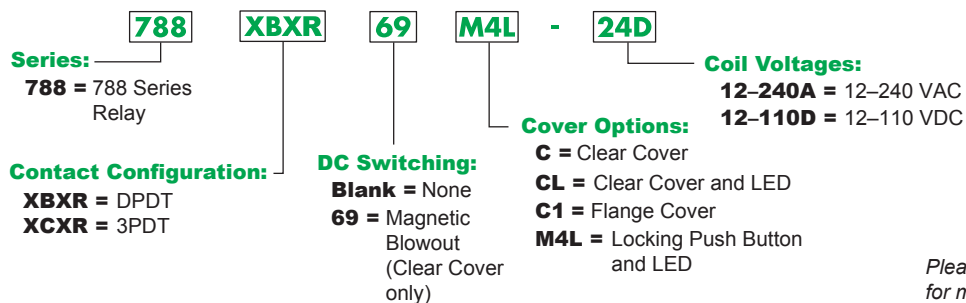 788 XBXR 69 M4L - 24D
Series:
788 = 788 Series
Relay
Contact Configuration:
XBXR = DPDT
XCXR = 3PDT
DC Switching:
Blank = None
69 = Magnetic
Blowout
(Clear Cover
only)
Cover Options:
C = Clear Cover
CL = Clear Cover and LED
C1 = Flange Cover
M4L = Locking Push Button
and LED
Coil Voltages:
12–240A = 12–240 VAC
12–110D = 12–110 VDC
for